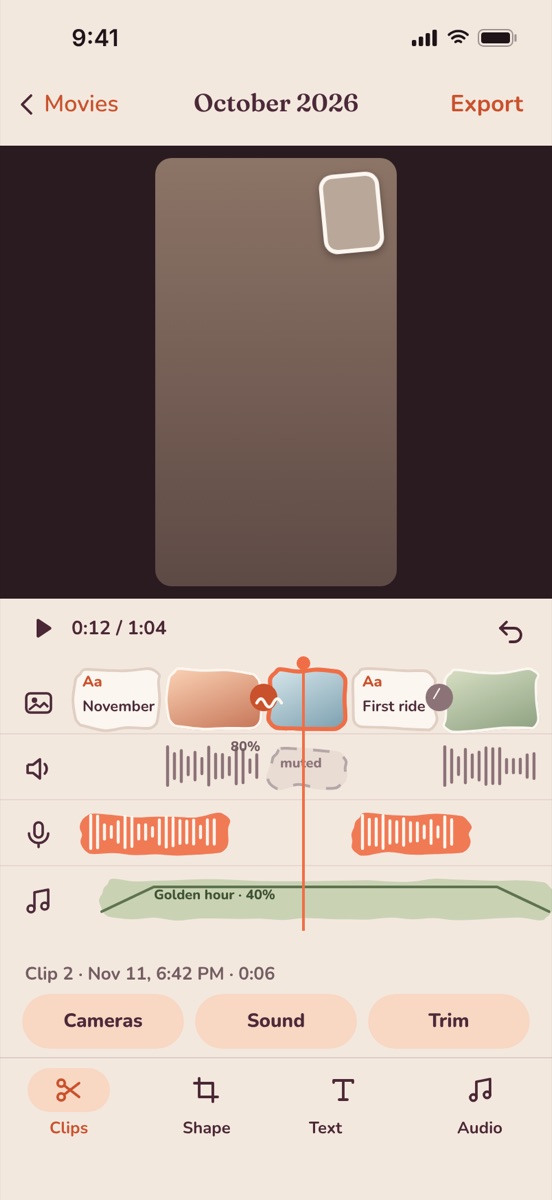 9:41
Movies
October 2026
Export
0:12 / 1:04
Aa
November
Aa
First ride
80%
muted
Golden hour · 40%
Clip 2 · Nov 11, 6:42 PM · 0:06
Cameras
Sound
Trim
Clips
Shape
Text
Audio